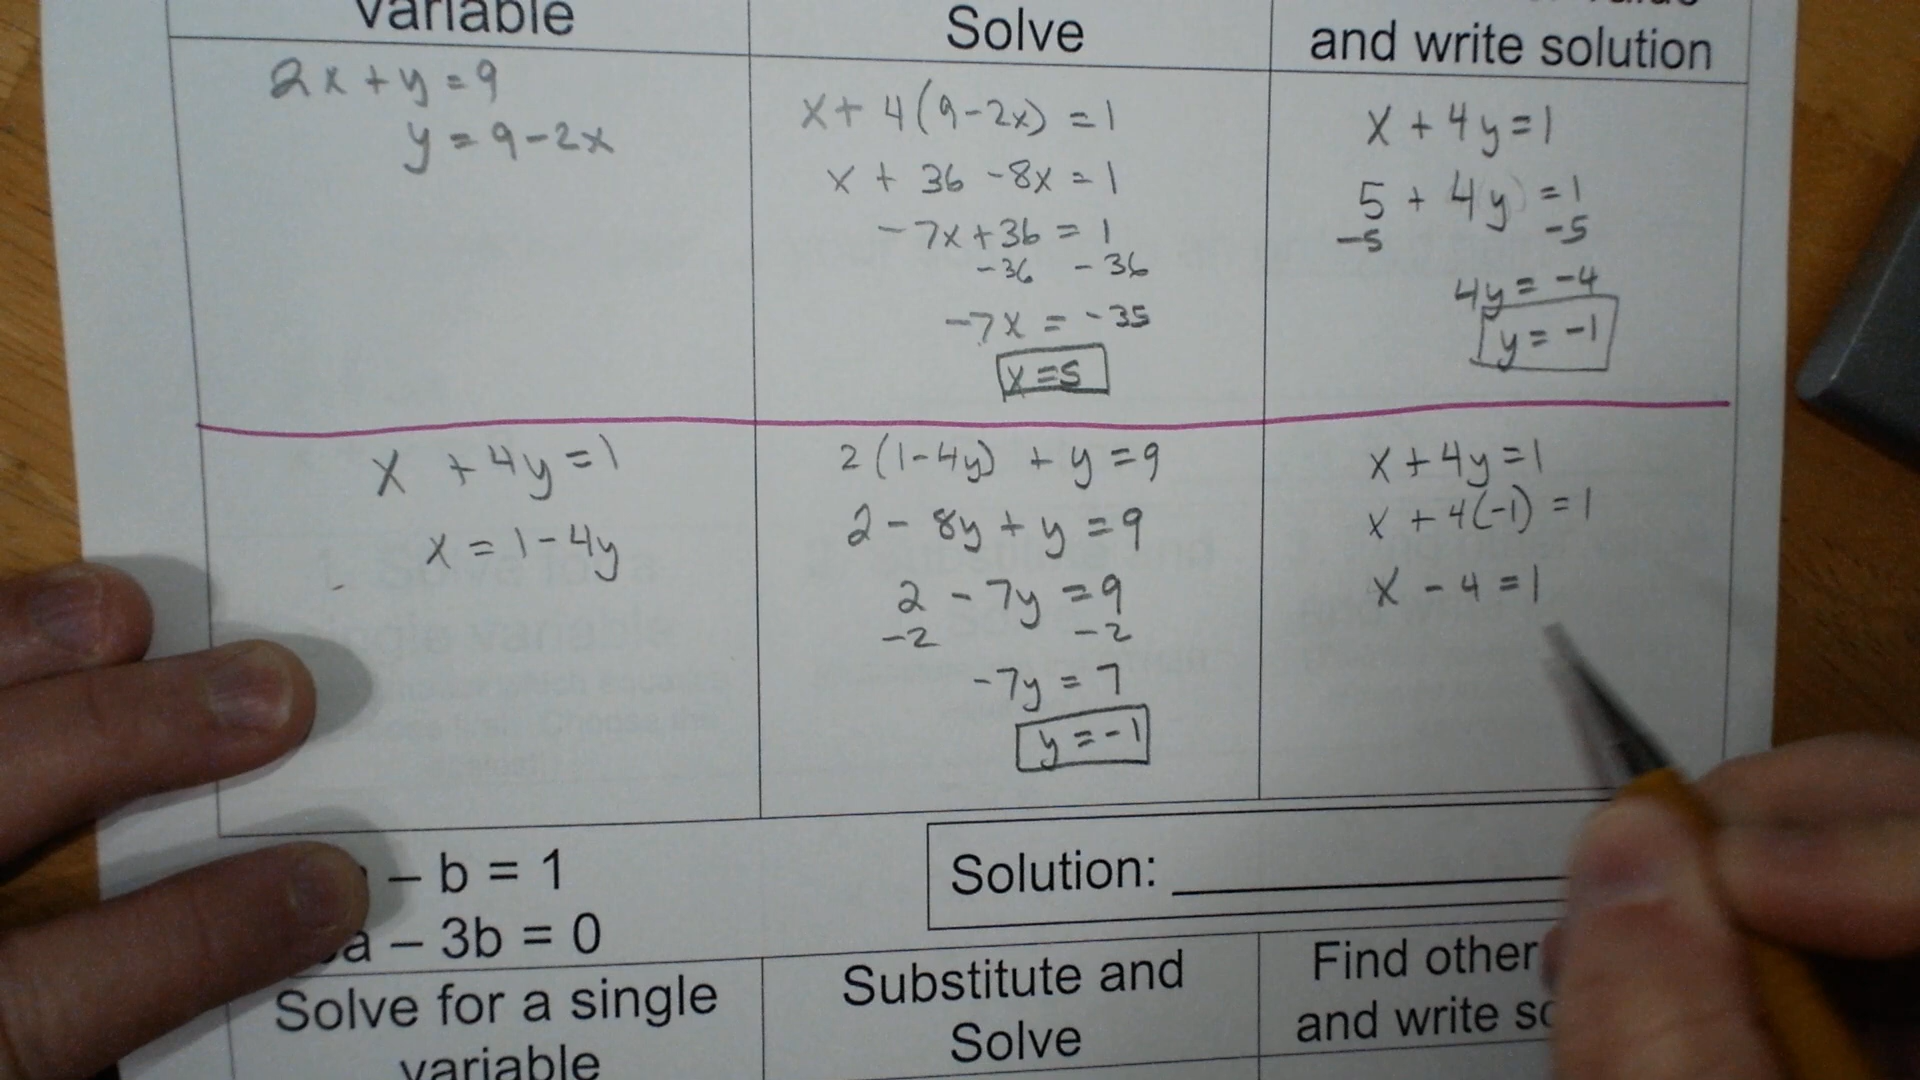 variable
Solve
and write solution
2x + y = 9
y = 9 - 2x
x + 4(9-2x) = 1
x + 36 - 8x = 1
-7x + 36 = 1
-36 -36
-7x = -35
x = 5
x + 4y = 1
5 + 4y = 1
-5 -5
4y = -4
y = -1
x + 4y = 1
x = 1 - 4y
2(1-4y) + y = 9
2 - 8y + y = 9
2 - 7y = 9
-2 -2
-7y = 7
y = -1
x + 4y = 1
x + 4(-1) = 1
x - 4 = 1
– b = 1
a – 3b = 0
Solution:
Solve for a single
variable
Substitute and
Solve
Find other
and write